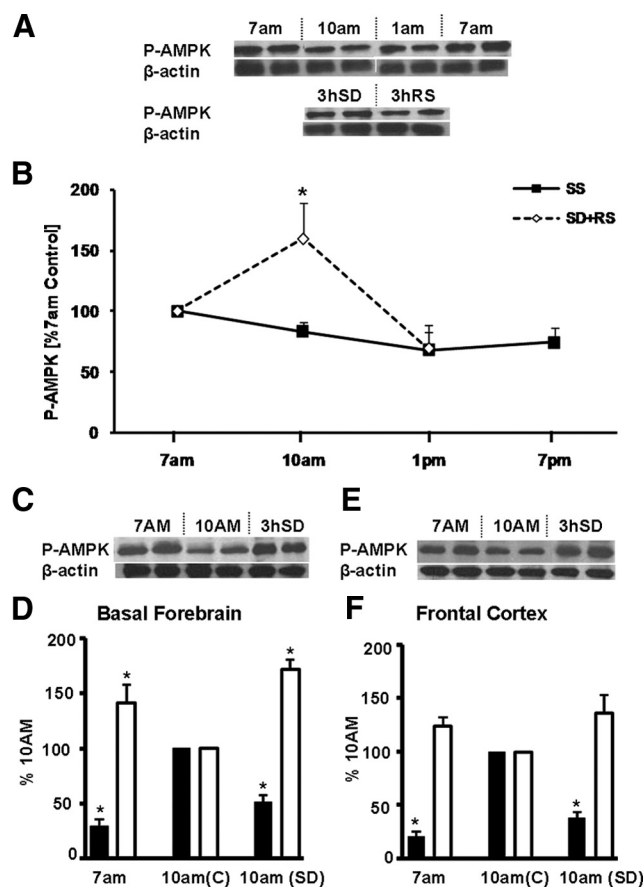 A
7am 10am 1am 7am
P-AMPK
β-actin
3hSD 3hRS
P-AMPK
β-actin
B
P-AMPK [%7am Control]
200
150
100
50
0
*
SS
SD+RS
7am 10am 1pm 7pm
C
7AM 10AM 3hSD
P-AMPK
β-actin
E
7AM 10AM 3hSD
P-AMPK
β-actin
D Basal Forebrain
% 10AM
200
150
100
50
0
* * * *
7am 10am(C) 10am (SD)
F Frontal Cortex
% 10AM
200
150
100
50
0
* *
7am 10am(C) 10am (SD)